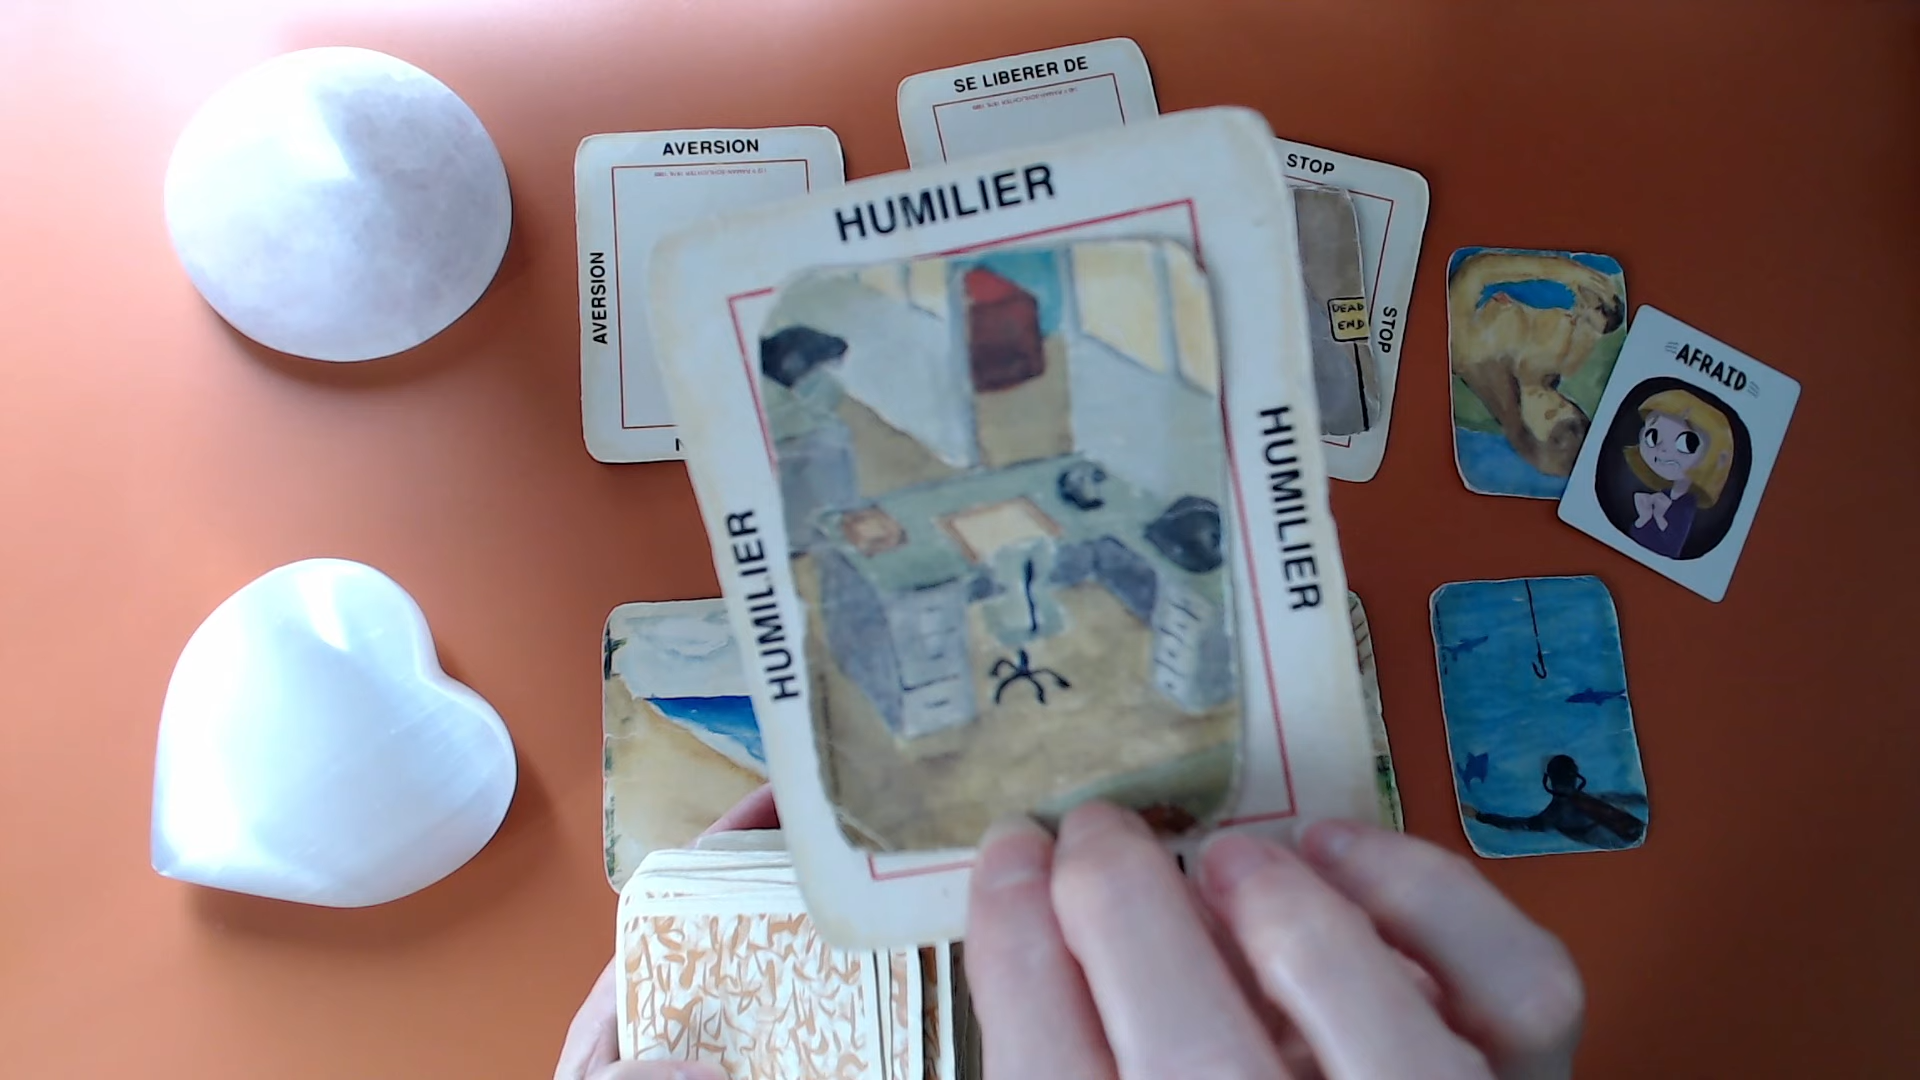 SE LIBERER DE
AVERSION
AVERSION
STOP
STOP
DEAD
END
HUMILIER
HUMILIER
HUMILIER
AFRAID